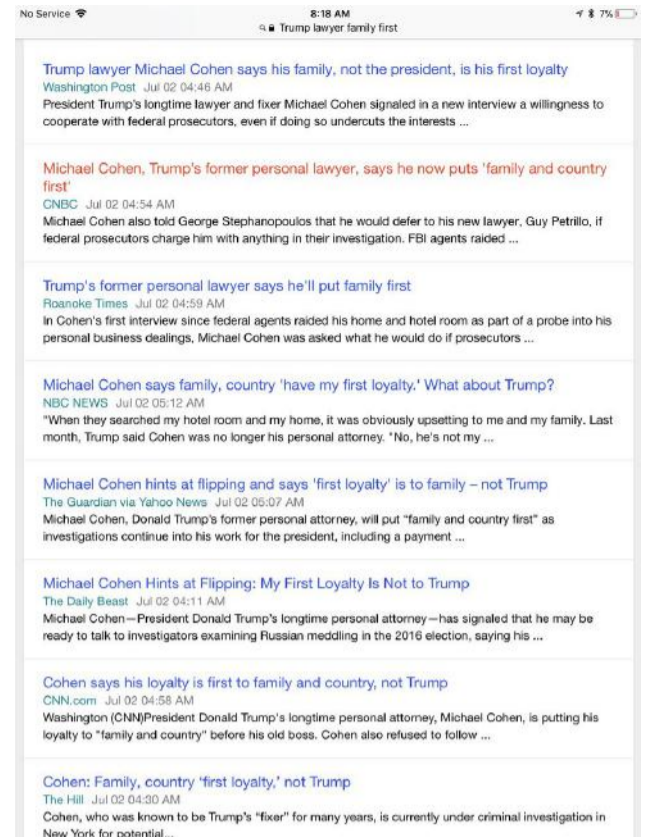 No Service 8:18 AM 7%
Trump lawyer family first
Trump lawyer Michael Cohen says his family, not the president, is his first loyalty
Washington Post Jul 02 04:46 AM
President Trump's longtime lawyer and fixer Michael Cohen signaled in a new interview a willingness to
cooperate with federal prosecutors, even if doing so undercuts the interests ...
Michael Cohen, Trump's former personal lawyer, says he now puts 'family and country
first'
CNBC Jul 02 04:54 AM
Michael Cohen also told George Stephanopoulos that he would defer to his new lawyer, Guy Petrillo, if
federal prosecutors charge him with anything in their investigation. FBI agents raided ...
Trump's former personal lawyer says he'll put family first
Roanoke Times Jul 02 04:59 AM
In Cohen's first interview since federal agents raided his home and hotel room as part of a probe into his
personal business dealings, Michael Cohen was asked what he would do if prosecutors ...
Michael Cohen says family, country 'have my first loyalty.' What about Trump?
NBC NEWS Jul 02 05:12 AM
"When they searched my hotel room and my home, it was obviously upsetting to me and my family. Last
month, Trump said Cohen was no longer his personal attorney. "No, he's not my ...
Michael Cohen hints at flipping and says 'first loyalty' is to family – not Trump
The Guardian via Yahoo News Jul 02 05:07 AM
Michael Cohen, Donald Trump's former personal attorney, will put "family and country first" as
investigations continue into his work for the president, including a payment ...
Michael Cohen Hints at Flipping: My First Loyalty Is Not to Trump
The Daily Beast Jul 02 04:11 AM
Michael Cohen—President Donald Trump's longtime personal attorney—has signaled that he may be
ready to talk to investigators examining Russian meddling in the 2016 election, saying his ...
Cohen says his loyalty is first to family and country, not Trump
CNN.com Jul 02 04:58 AM
Washington (CNN)President Donald Trump's longtime personal attorney, Michael Cohen, is putting his
loyalty to "family and country" before his old boss. Cohen also refused to follow ...
Cohen: Family, country 'first loyalty,' not Trump
The Hill Jul 02 04:30 AM
Cohen, who was known to be Trump's "fixer" for many years, is currently under criminal investigation in
New York for potential...